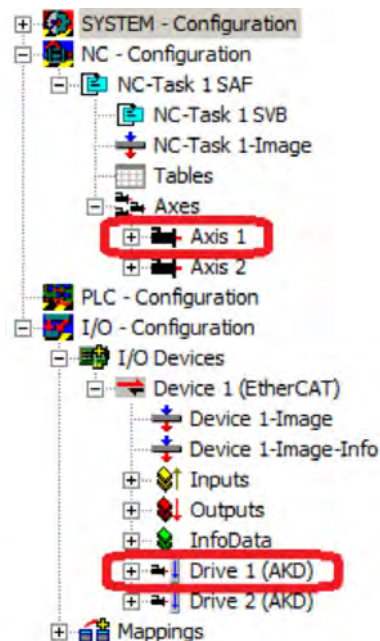 SYSTEM - Configuration
NC - Configuration
NC-Task 1 SAF
NC-Task 1 SVB
NC-Task 1-Image
Tables
Axes
Axis 1
Axis 2
PLC - Configuration
I/O - Configuration
I/O Devices
Device 1 (EtherCAT)
Device 1-Image
Device 1-Image-Info
Inputs
Outputs
InfoData
Drive 1 (AKD)
Drive 2 (AKD)
Mappings